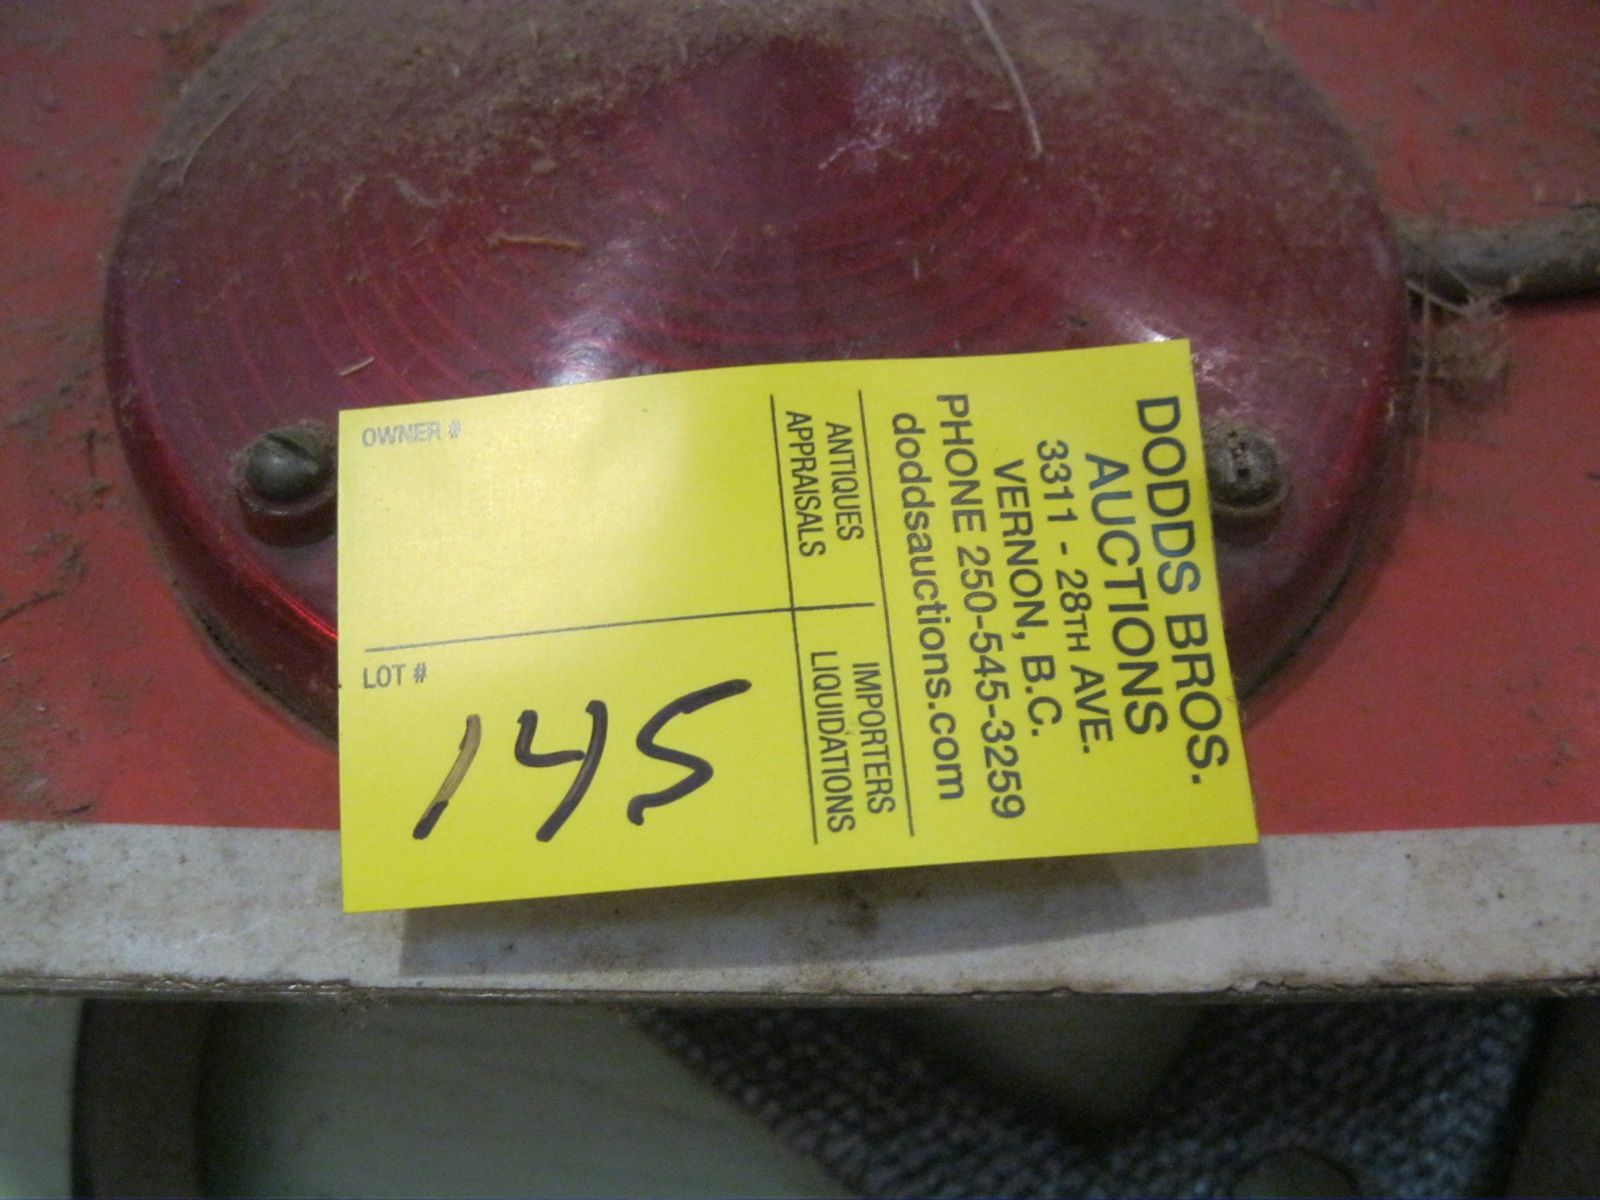 DODDS BROS.
AUCTIONS
3311 - 28TH AVE.
VERNON, B.C.
PHONE 250-545-3259
doddsauctions.com
ANTIQUES
APPRAISALS
IMPORTERS
LIQUIDATIONS
OWNER #
LOT #
145